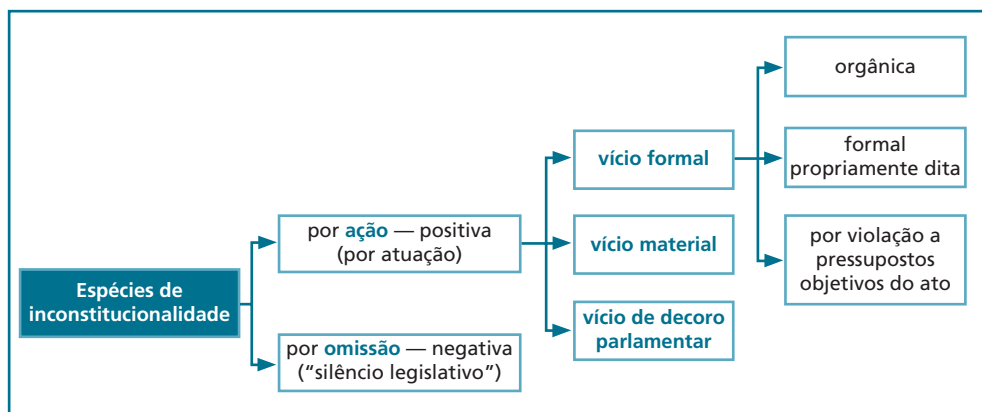 Espécies de
inconstitucionalidade
por ação — positiva
(por atuação)
por omissão — negativa
(“silêncio legislativo”)
vício formal
vício material
vício de decoro
parlamentar
orgânica
formal
propriamente dita
por violação a
pressupostos
objetivos do ato